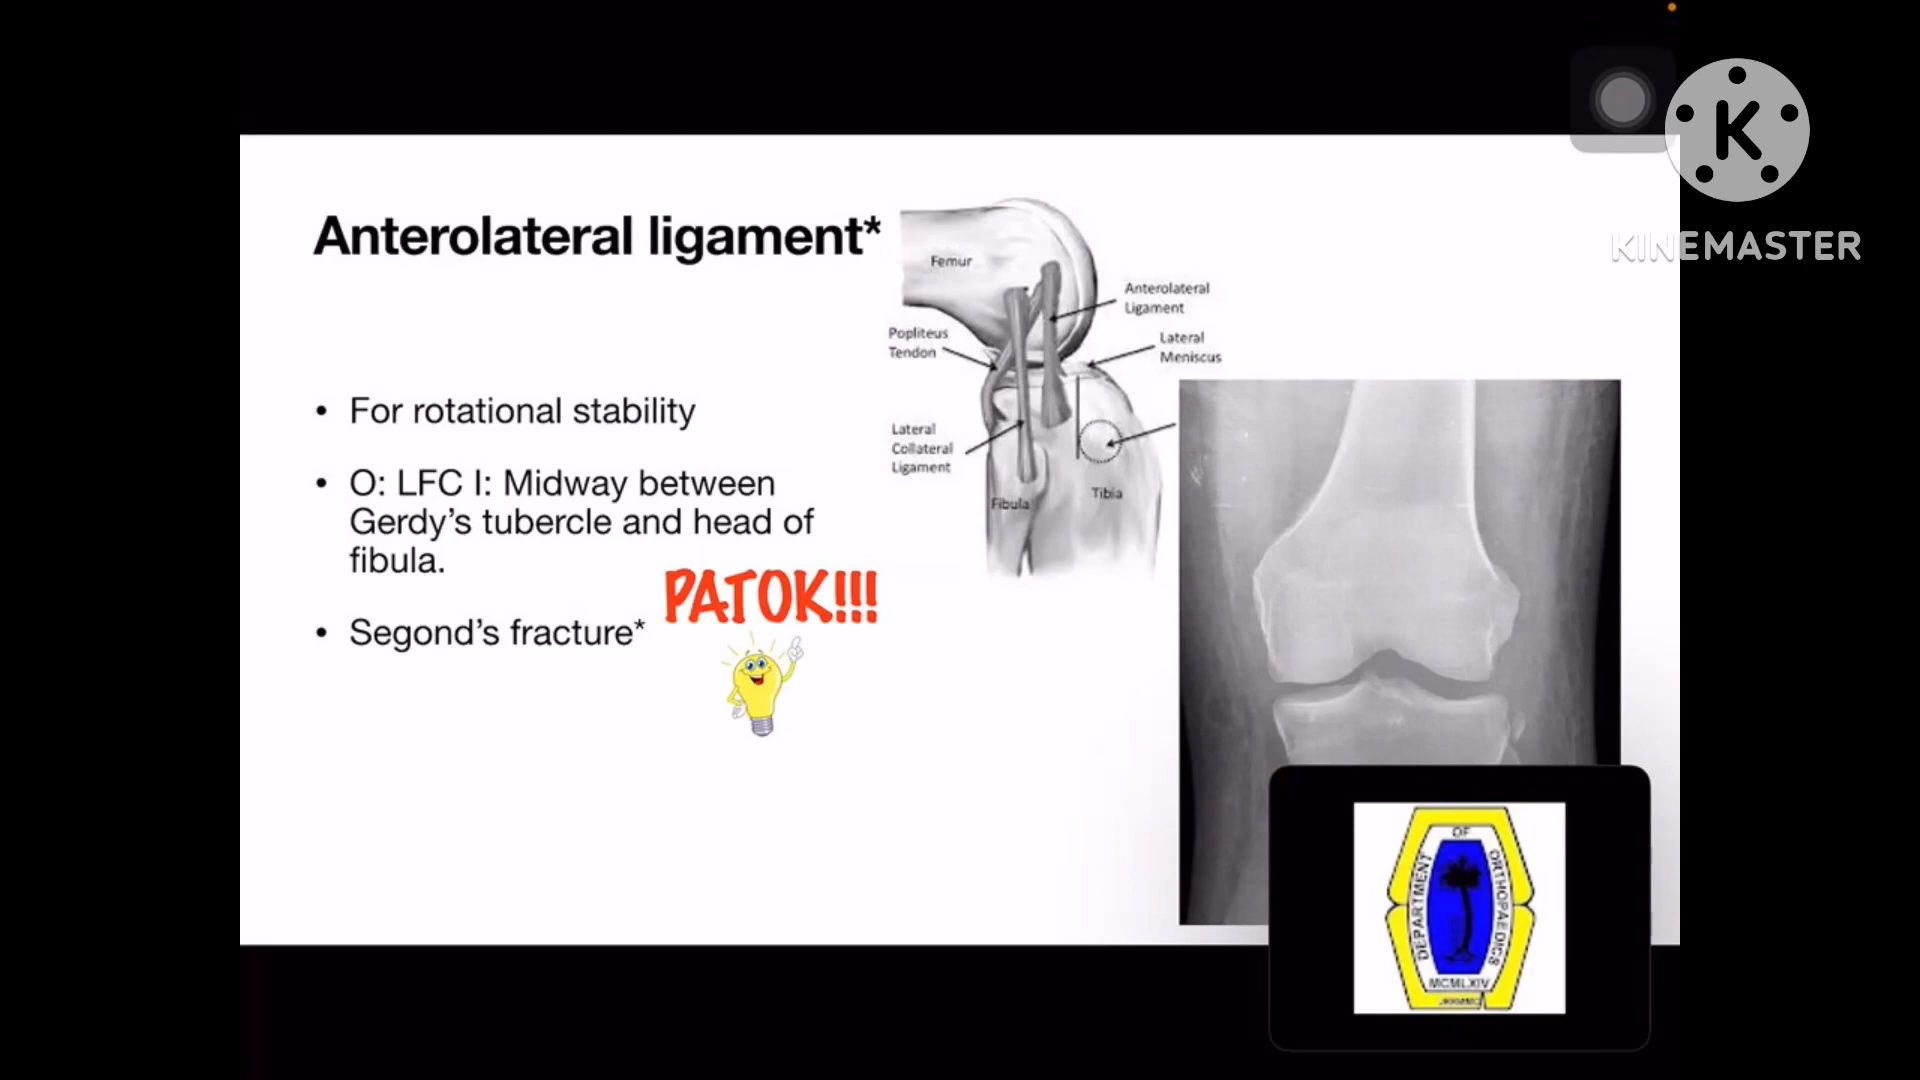 KINEMASTER
Anterolateral ligament*
• For rotational stability
• O: LFC I: Midway between
Gerdy's tubercle and head of
fibula.
• Segond's fracture*
PATOK!!!
Femur
Anterolateral
Ligament
Popliteus
Tendon
Lateral
Meniscus
Lateral
Collateral
Ligament
Fibula
Tibia
DEPARTMENT OF ORTHOPAEDICS
MCMLXIV